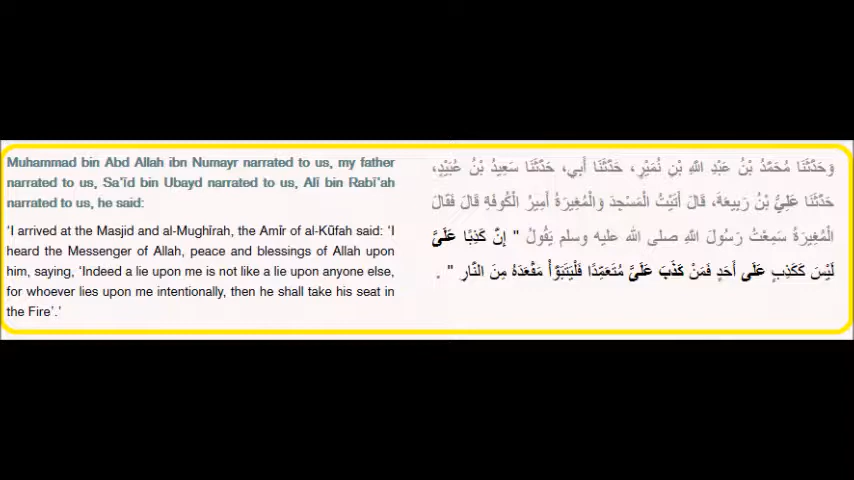 Muhammad bin Abd Allah ibn Numayr narrated to us, my father
narrated to us, Sa'īd bin Ubayd narrated to us, Alī bin Rabī'ah
narrated to us, he said:
'I arrived at the Masjid and al-Mughīrah, the Amīr of al-Kūfah said: 'I
heard the Messenger of Allah, peace and blessings of Allah upon
him, saying, 'Indeed a lie upon me is not like a lie upon anyone else,
for whoever lies upon me intentionally, then he shall take his seat in
the Fire'.'
وَحَدَّثَنَا مُحَمَّدُ بْنُ عَبْدِ اللَّهِ بْنِ نُمَيْرٍ، حَدَّثَنَا أَبِي، حَدَّثَنَا سَعِيدُ بْنُ عُبَيْدٍ،
حَدَّثَنَا عَلِيُّ بْنُ رَبِيعَةَ، قَالَ أَتَيْتُ الْمَسْجِدَ وَالْمُغِيرَةُ أَمِيرُ الْكُوفَةِ قَالَ فَقَالَ
الْمُغِيرَةُ سَمِعْتُ رَسُولَ اللَّهِ صلى الله عليه وسلم يَقُولُ " إِنَّ كَذِبًا عَلَىَّ
لَيْسَ كَكَذِبٍ عَلَى أَحَدٍ فَمَنْ كَذَبَ عَلَىَّ مُتَعَمِّدًا فَلْيَتَبَوَّأْ مَقْعَدَهُ مِنَ النَّارِ " .